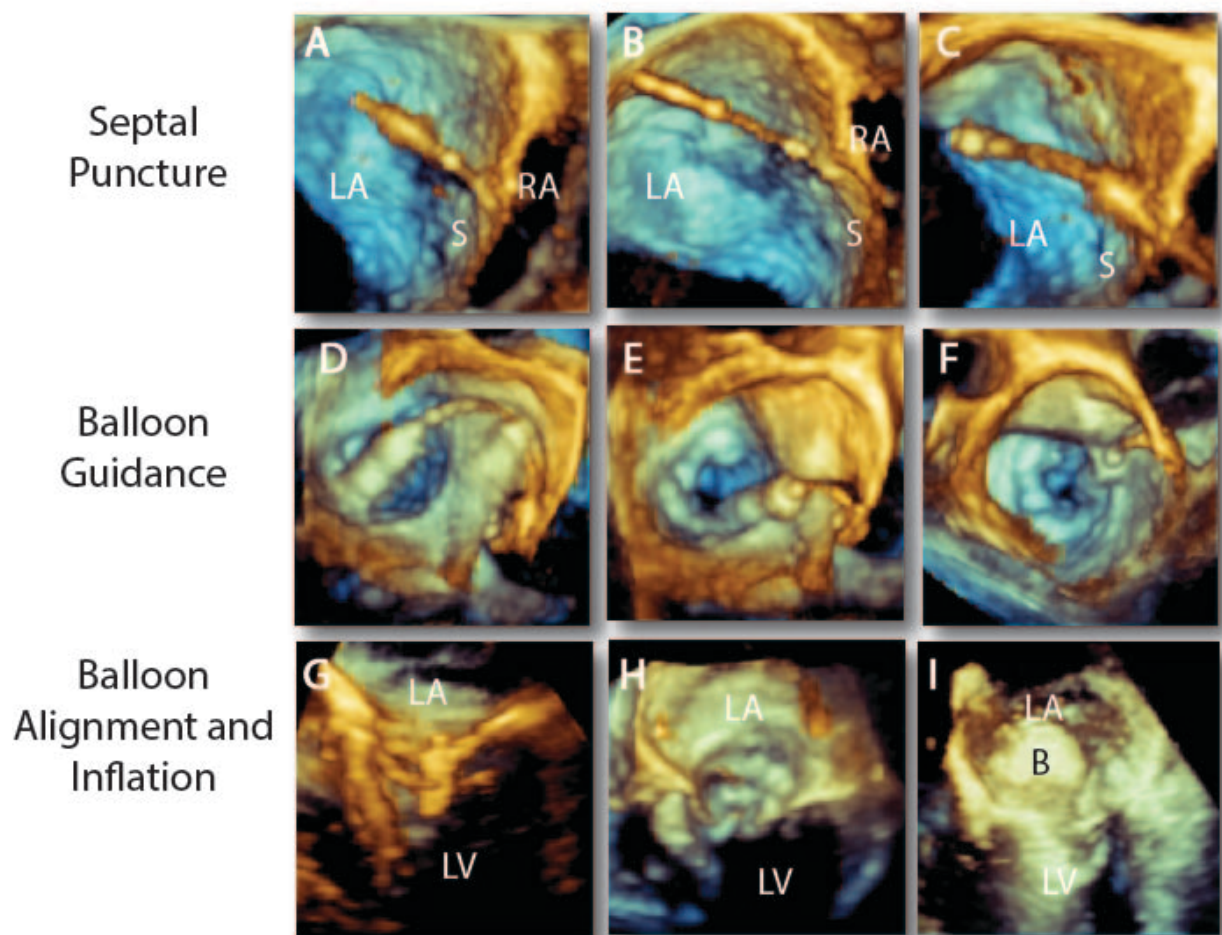 Septal
Puncture
A
LA
S
RA
B
LA
RA
S
C
LA
S
Balloon
Guidance
D
E
F
Balloon
Alignment and
Inflation
G
LA
LV
H
LA
LV
I
LA
B
LV